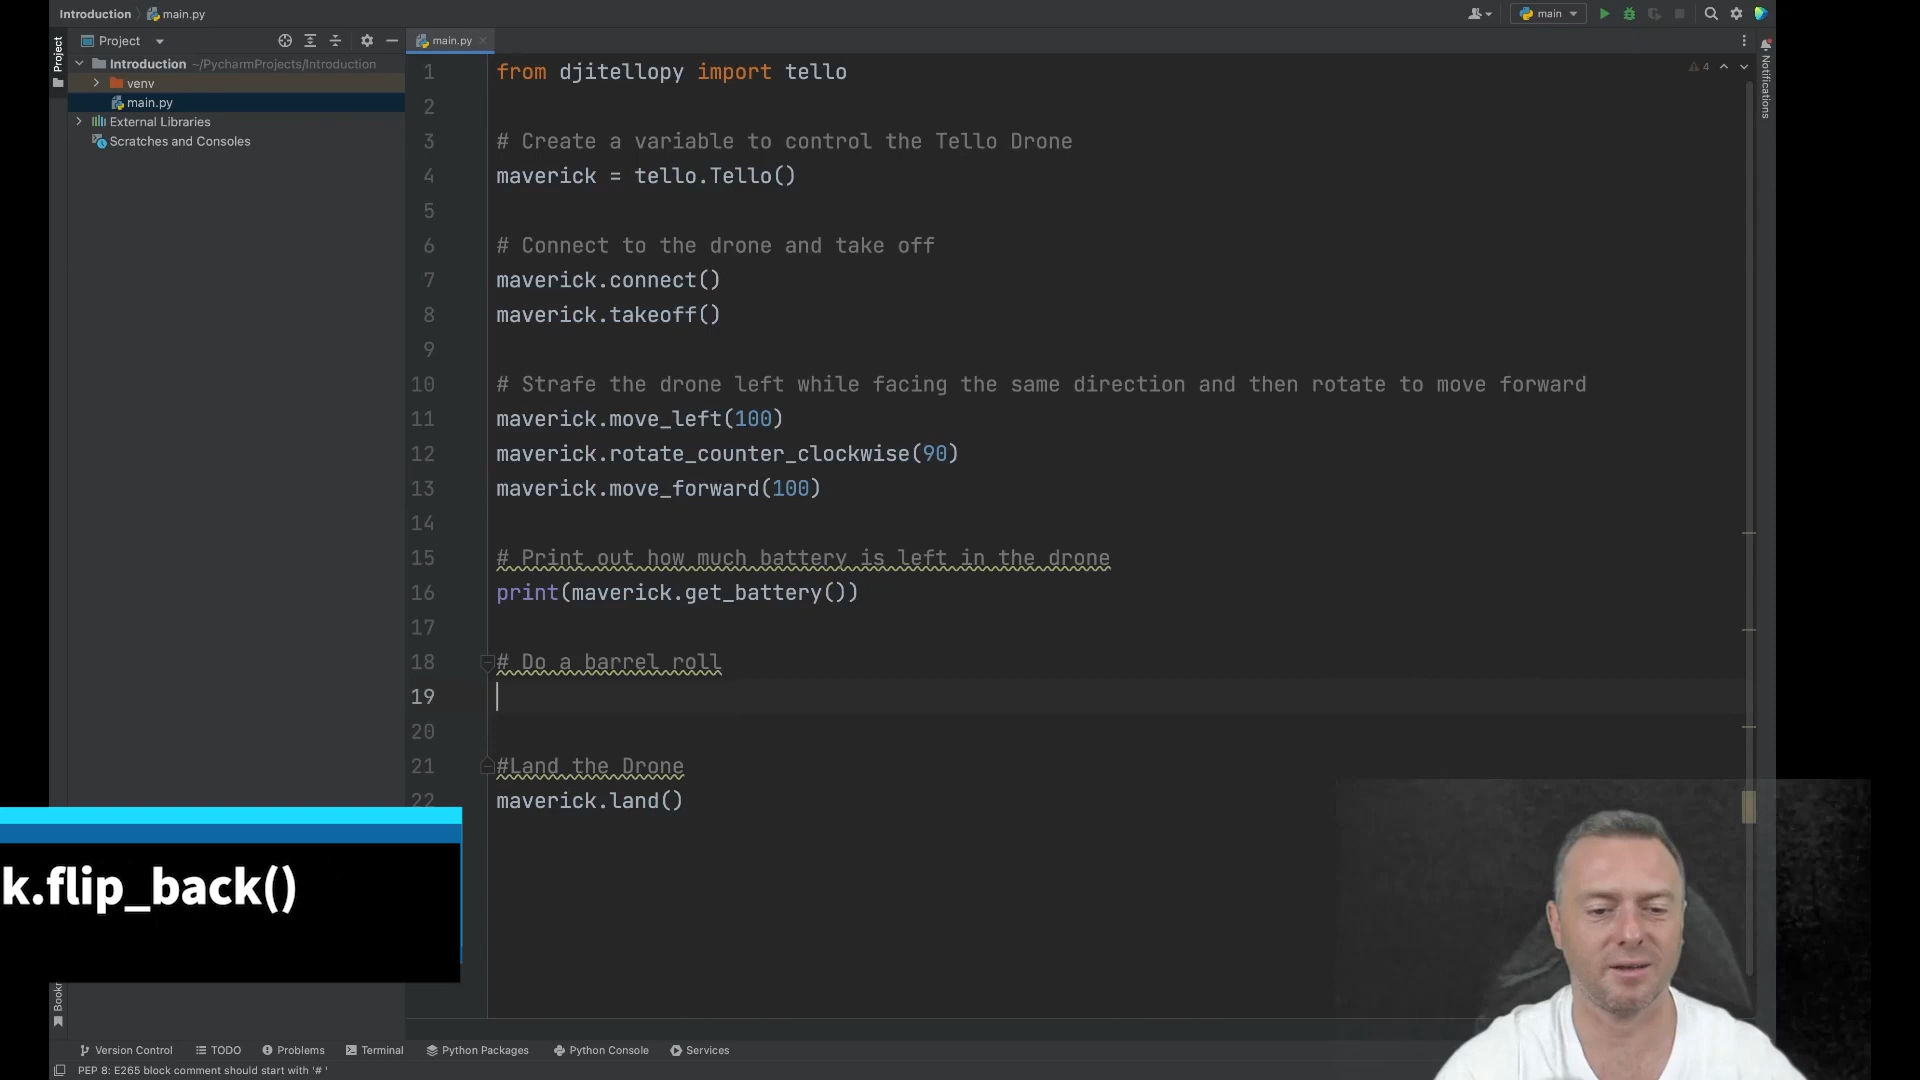 Introduction main.py
main
Project
Project
main.py
Notifications
Introduction ~/PycharmProjects/Introduction
venv
main.py
External Libraries
Scratches and Consoles
4
1 from djitellopy import tello
2
3 # Create a variable to control the Tello Drone
4 maverick = tello.Tello()
5
6 # Connect to the drone and take off
7 maverick.connect()
8 maverick.takeoff()
9
10 # Strafe the drone left while facing the same direction and then rotate to move forward
11 maverick.move_left(100)
12 maverick.rotate_counter_clockwise(90)
13 maverick.move_forward(100)
14
15 # Print out how much battery is left in the drone
16 print(maverick.get_battery())
17
18 # Do a barrel roll
19
20
21 #Land the Drone
22 maverick.land()
k.flip_back()
Version Control TODO Problems Terminal Python Packages Python Console Services
PEP 8: E265 block comment should start with '# '